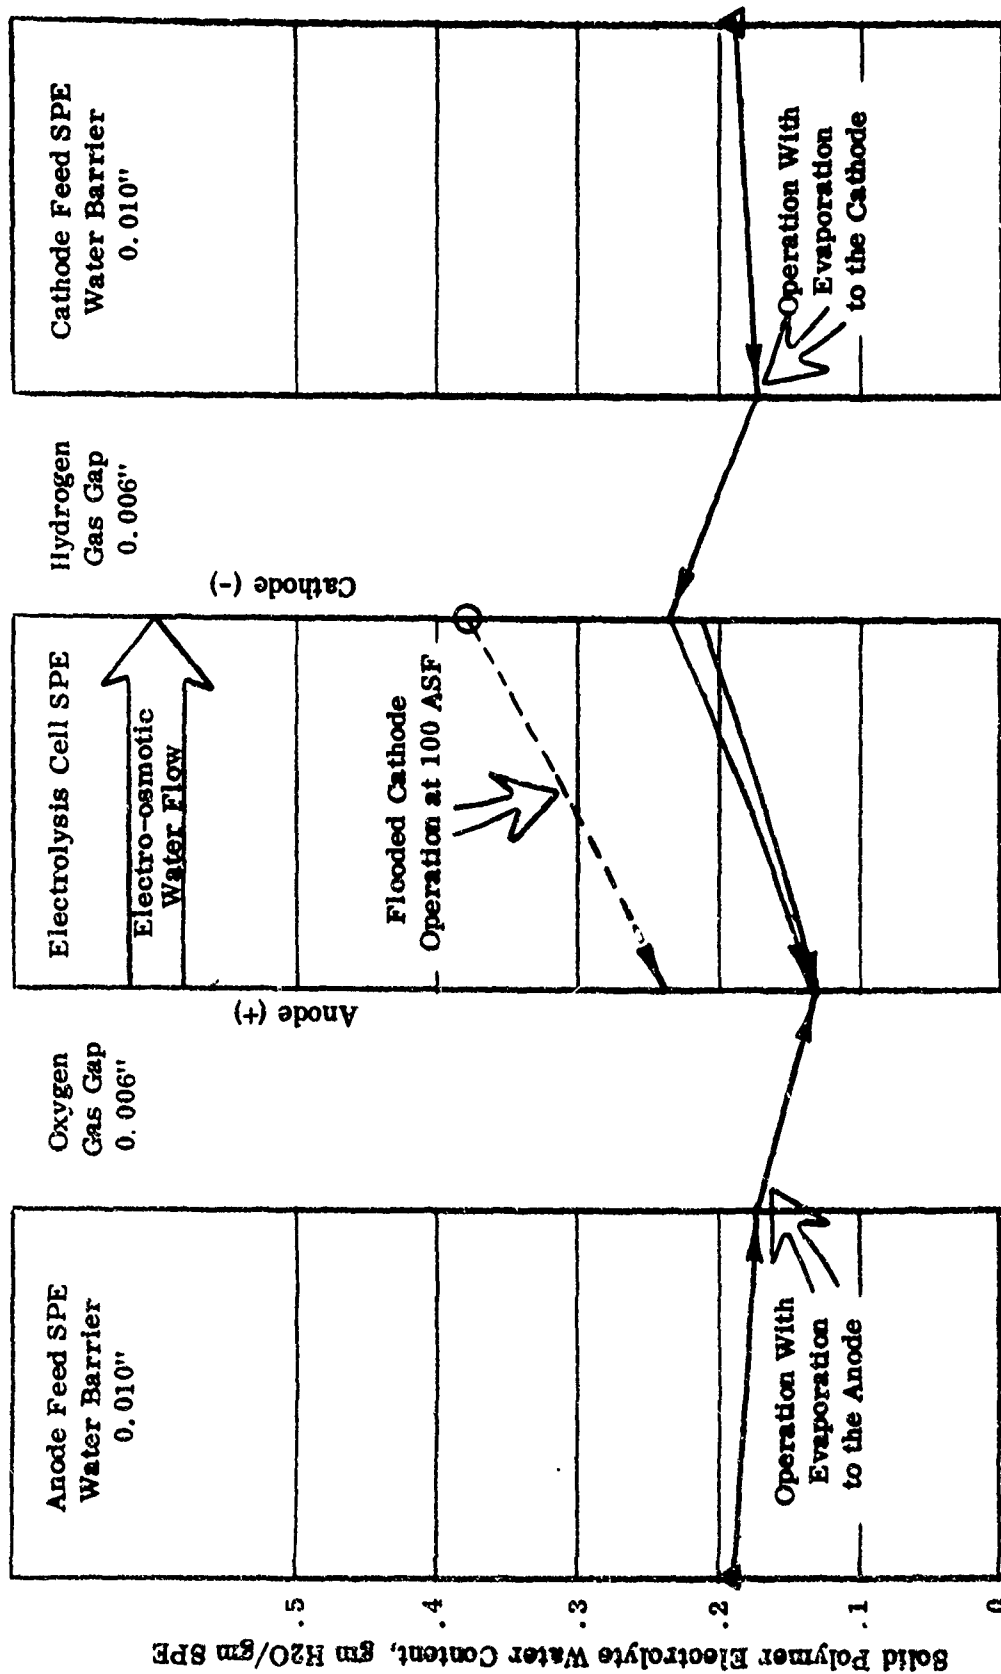 Anode Feed SPE
Water Barrier
0.010"
Oxygen
Gas Gap
0.006"
Electrolysis Cell SPE
Hydrogen
Gas Gap
0.006"
Cathode Feed SPE
Water Barrier
0.010"
Electro-osmotic
Water Flow
Anode (+)
Cathode (-)
Flooded Cathode
Operation at 100 ASF
Operation With
Evaporation
to the Anode
Operation With
Evaporation
to the Cathode
.5
.4
.3
.2
.1
0
Solid Polymer Electrolyte Water Content, gm H2O/gm SPE